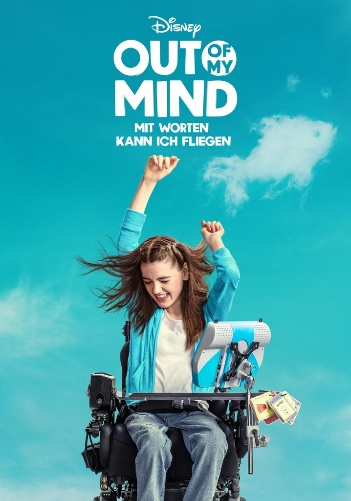 Disney
OUT OF MY
MIND
MIT WORTEN
KANN ICH FLIEGEN